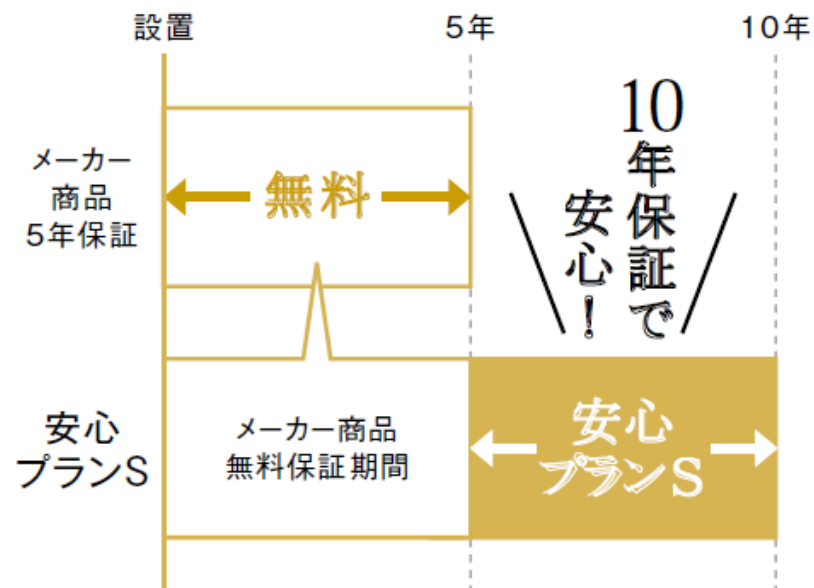 設置
5年
10年
メーカー
商品
5年保証
無料
10年保証で
安心！
安心
プランS
メーカー商品
無料保証期間
安心
プランS